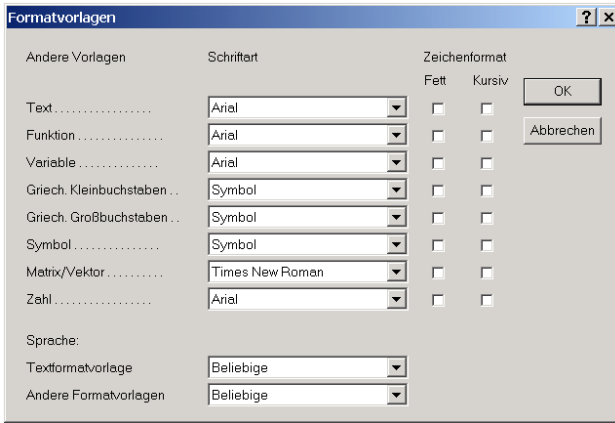 Formatvorlagen
Andere Vorlagen Schriftart Zeichenformat
Fett Kursiv
OK
Text . . . . . . . . . . . . . . . . Arial
Abbrechen
Funktion . . . . . . . . . . . . . . Arial
Variable . . . . . . . . . . . . . . Arial
Griech. Kleinbuchstaben . . Symbol
Griech. Großbuchstaben . . Symbol
Symbol . . . . . . . . . . . . . . Symbol
Matrix/Vektor . . . . . . . . . . Times New Roman
Zahl . . . . . . . . . . . . . . . . Arial
Sprache:
Textformatvorlage Beliebige
Andere Formatvorlagen Beliebige